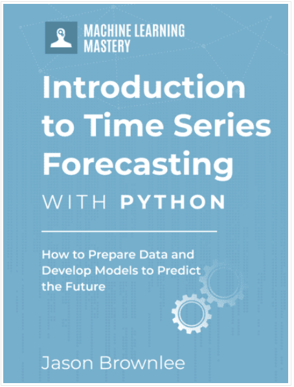 MACHINE LEARNING
MASTERY
Introduction
to Time Series
Forecasting
WITH PYTHON
How to Prepare Data and
Develop Models to Predict
the Future
Jason Brownlee